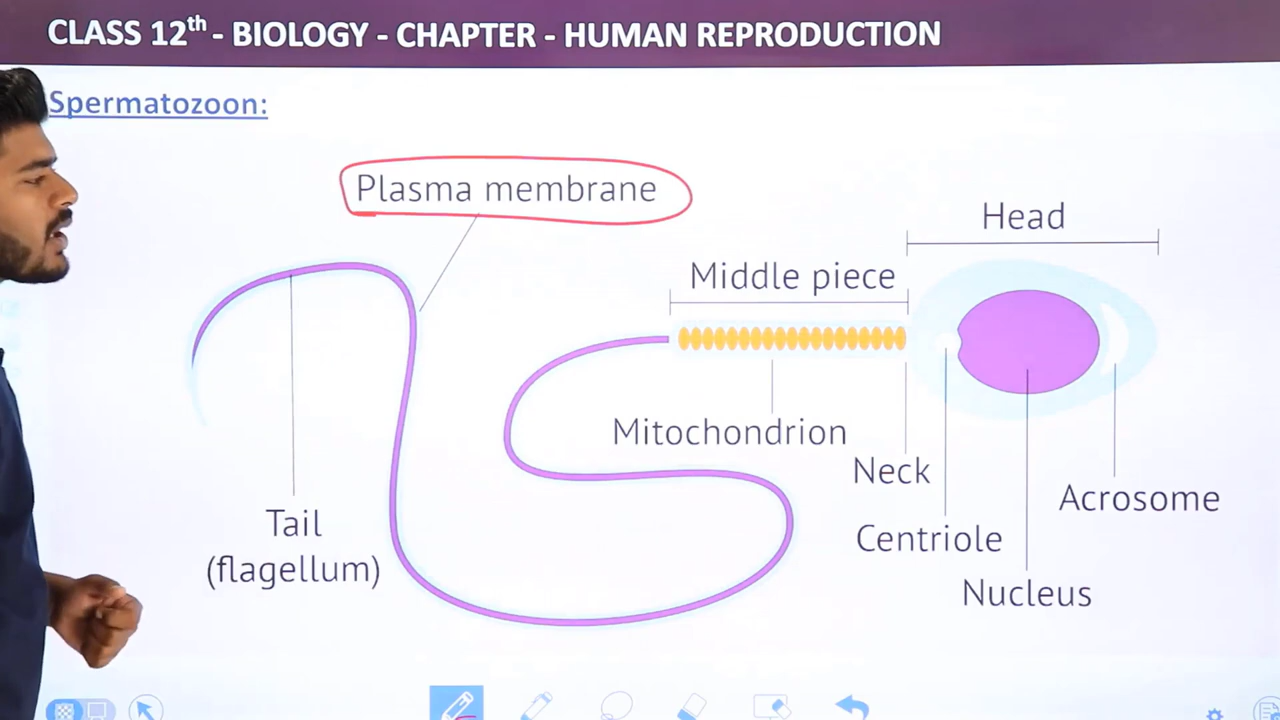 CLASS 12th - BIOLOGY - CHAPTER - HUMAN REPRODUCTION
Spermatozoon:
Plasma membrane
Head
Middle piece
Mitochondrion
Neck
Acrosome
Tail
(flagellum)
Centriole
Nucleus